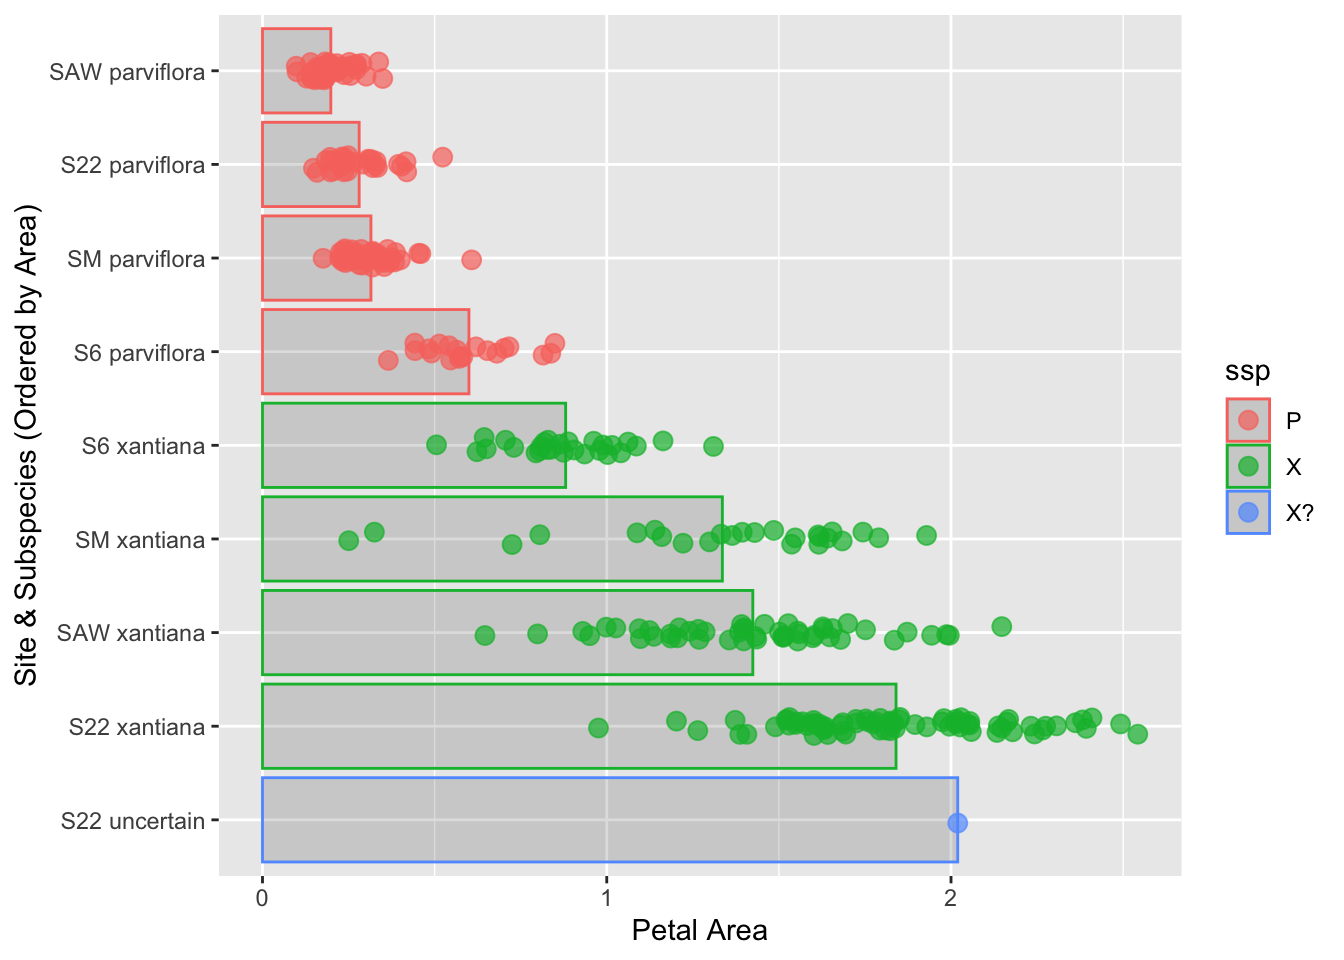 Site & Subspecies (Ordered by Area)
SAW parviflora
S22 parviflora
SM parviflora
S6 parviflora
S6 xantiana
SM xantiana
SAW xantiana
S22 xantiana
S22 uncertain
0
1
2
Petal Area
ssp
P
X
X?